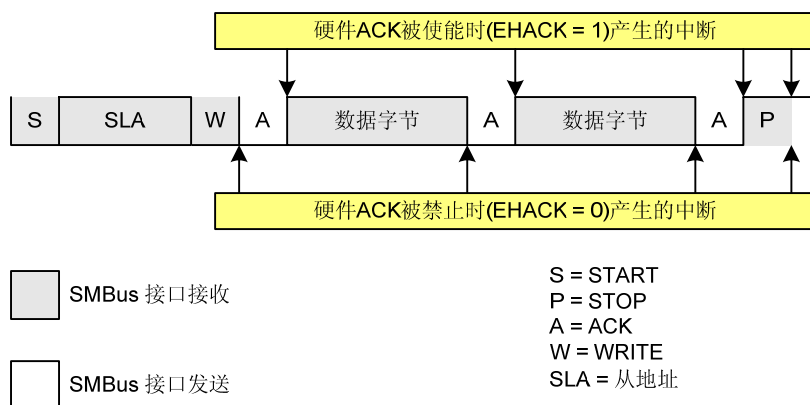 硬件ACK被使能时(EHACK = 1)产生的中断
S SLA W A 数据字节 A 数据字节 A P
硬件ACK被禁止时(EHACK = 0)产生的中断
SMBus 接口接收
SMBus 接口发送
S = START
P = STOP
A = ACK
W = WRITE
SLA = 从地址